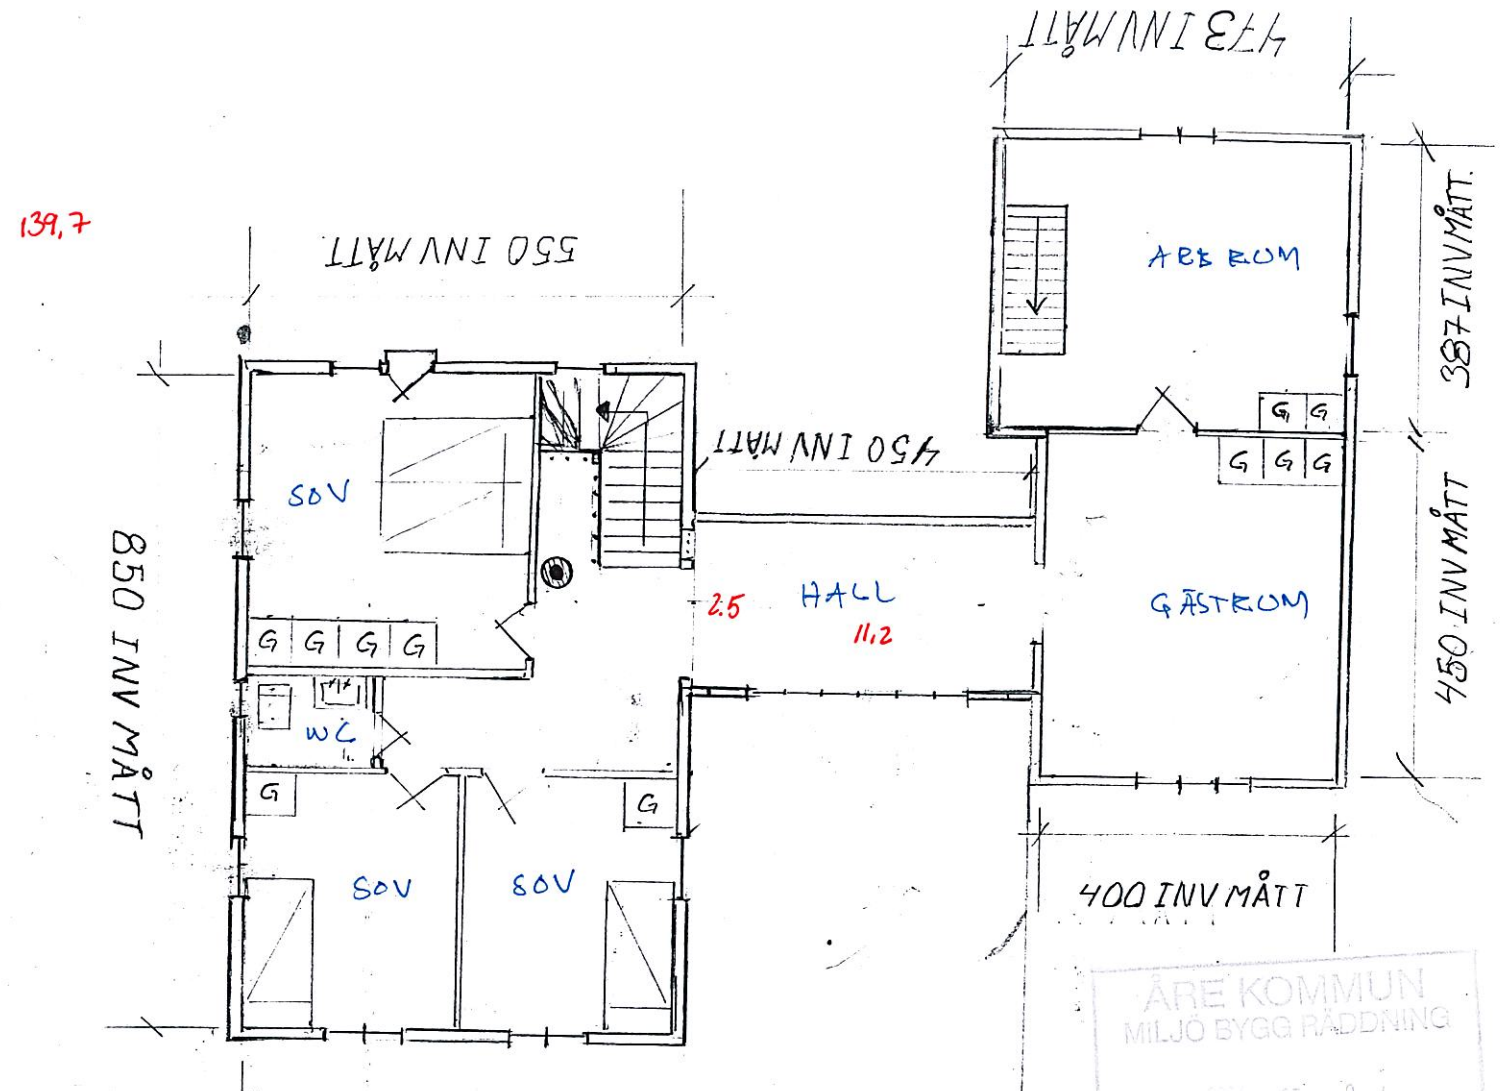 473 INV MÅTT
139,7
550 INV MÅTT
ARB RUM
387 INV MÅTT.
G G
450 INV MÅTT
G G G
SOV
850 INV MÅTT
HALL
2.5
11,2
GÄSTRUM
450 INV MÅTT
G G G G
WC
G
G
SOV
SOV
400 INV MÅTT
ÅRE KOMMUN
MILJÖ BYGG RÄDDNING